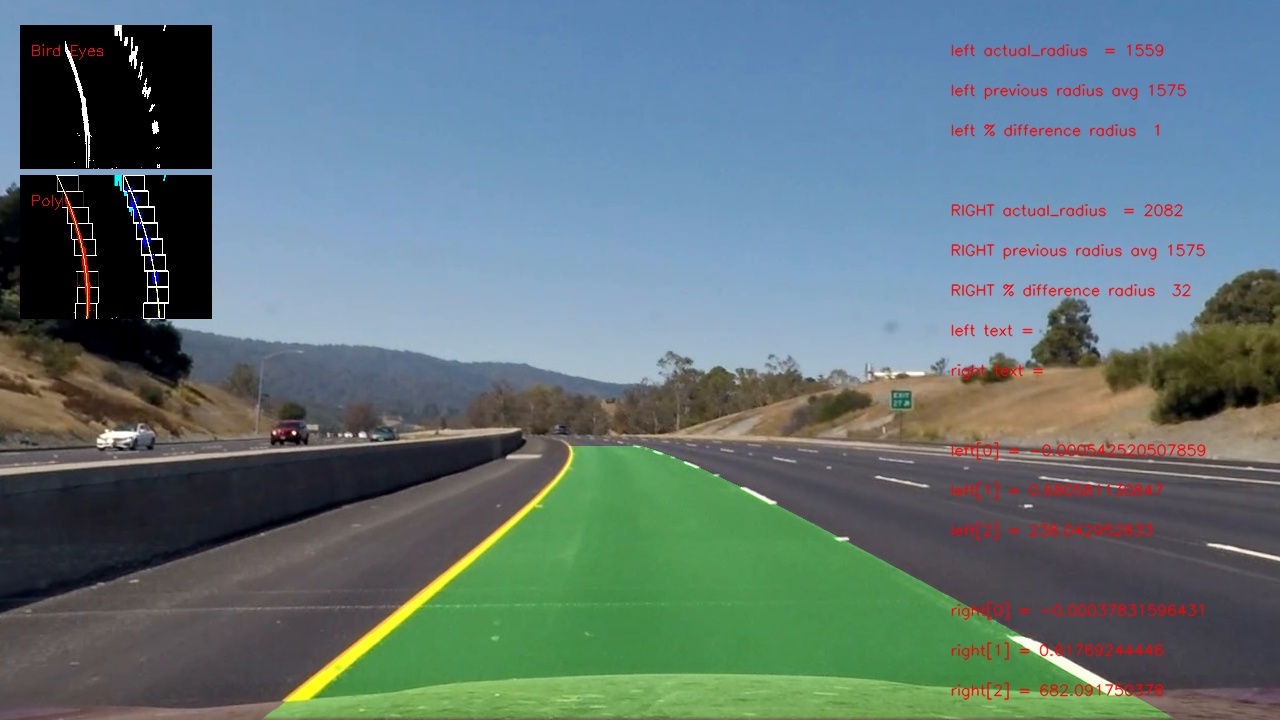 Bird Eyes
Poly
left actual_radius = 1559
left previous radius avg 1575
left % difference radius 1
RIGHT actual_radius = 2082
RIGHT previous radius avg 1575
RIGHT % difference radius 32
left text =
right text =
EXIT
left[0] = -0.000542520507859
left[1] = 0.680581130847
left[2] = 238.042952833
right[0] = -0.00037831596431
right[1] = 0.61769244446
right[2] = 682.091750378